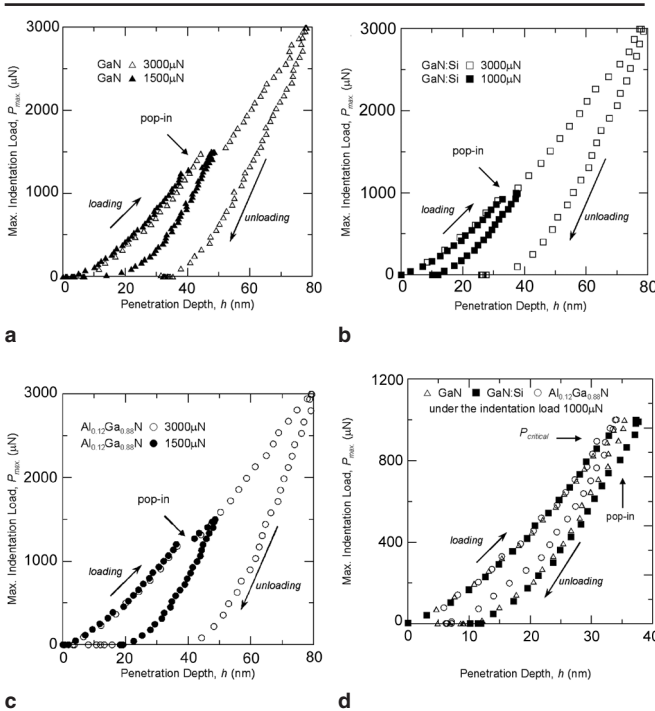 GaN △ 3000μN
GaN ▲ 1500μN
pop-in
loading
unloading
Max. Indentation Load, Pmax. (μN)
3000
2000
1000
0
0 20 40 60 80
Penetration Depth, h (nm)
a
GaN:Si □ 3000μN
GaN:Si ■ 1000μN
pop-in
loading
unloading
Max. Indentation Load, Pmax. (μN)
3000
2000
1000
0
0 20 40 60 80
Penetration Depth, h (nm)
b
Al0.12Ga0.88N ○ 3000μN
Al0.12Ga0.88N ● 1500μN
pop-in
loading
unloading
Max. Indentation Load, Pmax. (μN)
3000
2000
1000
0
0 20 40 60 80
Penetration Depth, h (nm)
c
△ GaN ■ GaN:Si ○ Al0.12Ga0.88N
under the indentation load 1000μN
Pcritical
pop-in
loading
unloading
Max. Indentation Load, Pmax. (μN)
1200
800
400
0
0 10 20 30 40
Penetration Depth, h (nm)
d